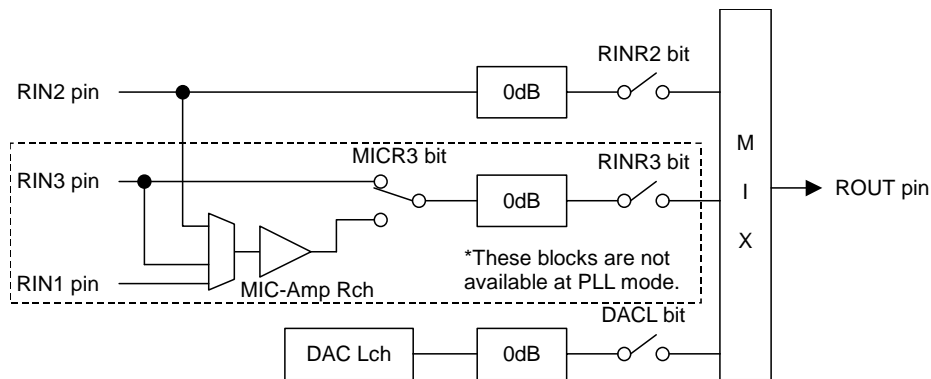 RINR2 bit
RIN2 pin
0dB
MICR3 bit
RINR3 bit
RIN3 pin
0dB
M
I
X
ROUT pin
*These blocks are not
available at PLL mode.
RIN1 pin
MIC-Amp Rch
DACL bit
DAC Lch
0dB